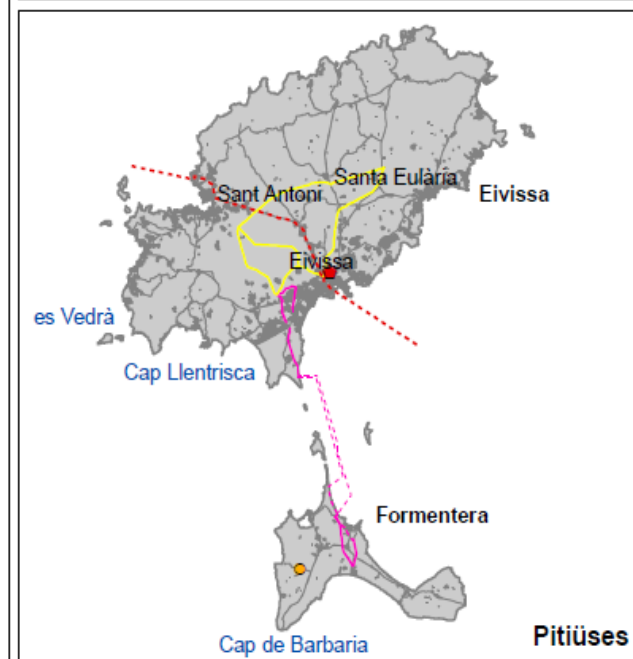 Santa Eulària
Sant Antoni
Eivissa
Eivissa
es Vedrà
Cap Llentrisca
Formentera
Cap de Barbaria
Pitiüses